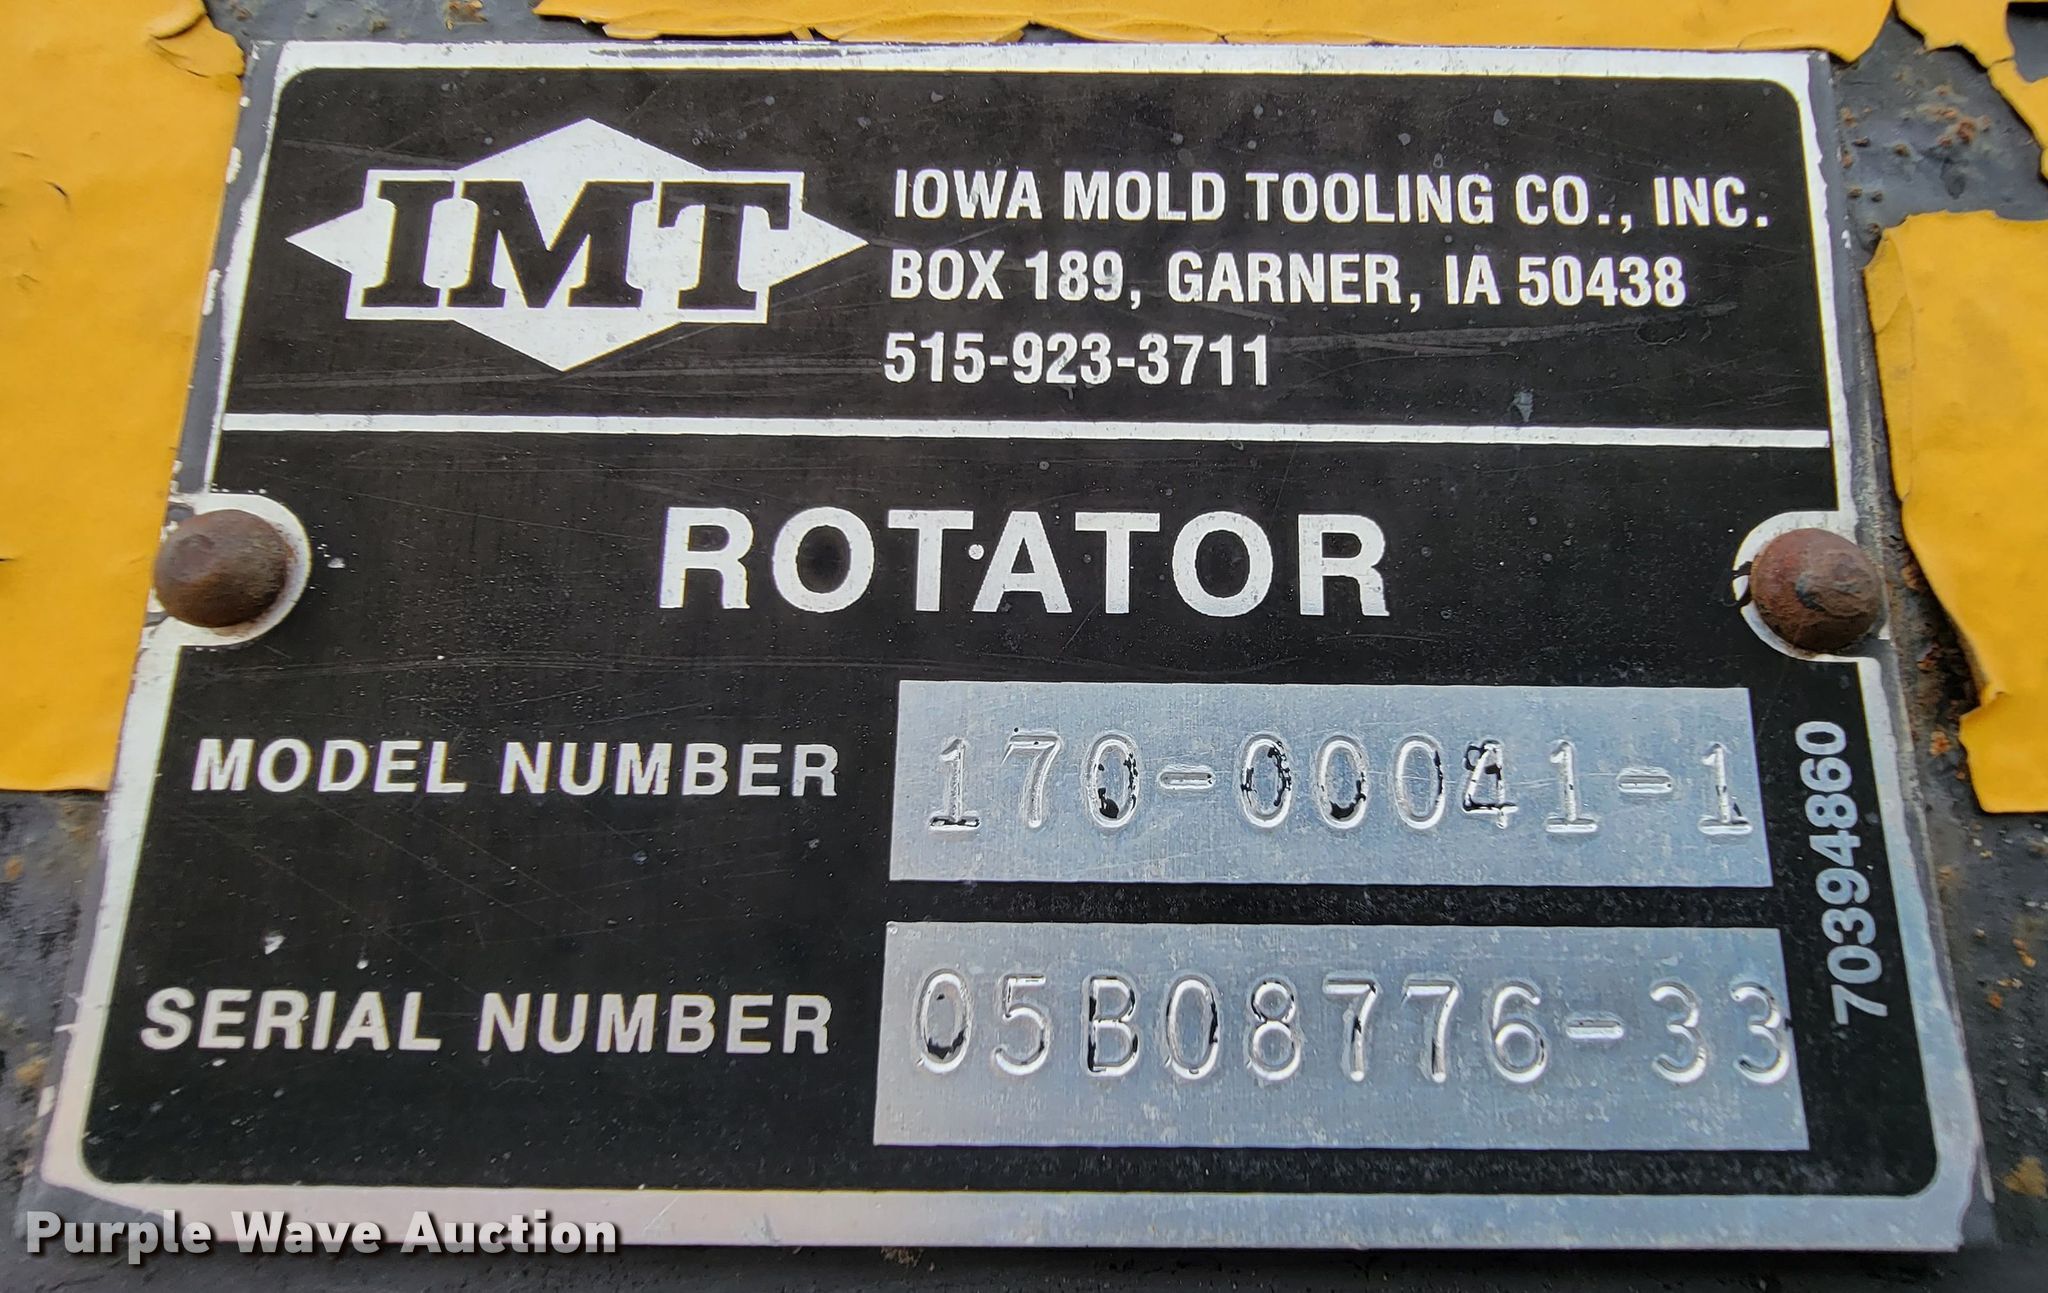 IMT
IOWA MOLD TOOLING CO., INC.
BOX 189, GARNER, IA 50438
515-923-3711
ROTATOR
MODEL NUMBER 170-00041-1
SERIAL NUMBER 05B08776-33
70394860
Purple Wave Auction